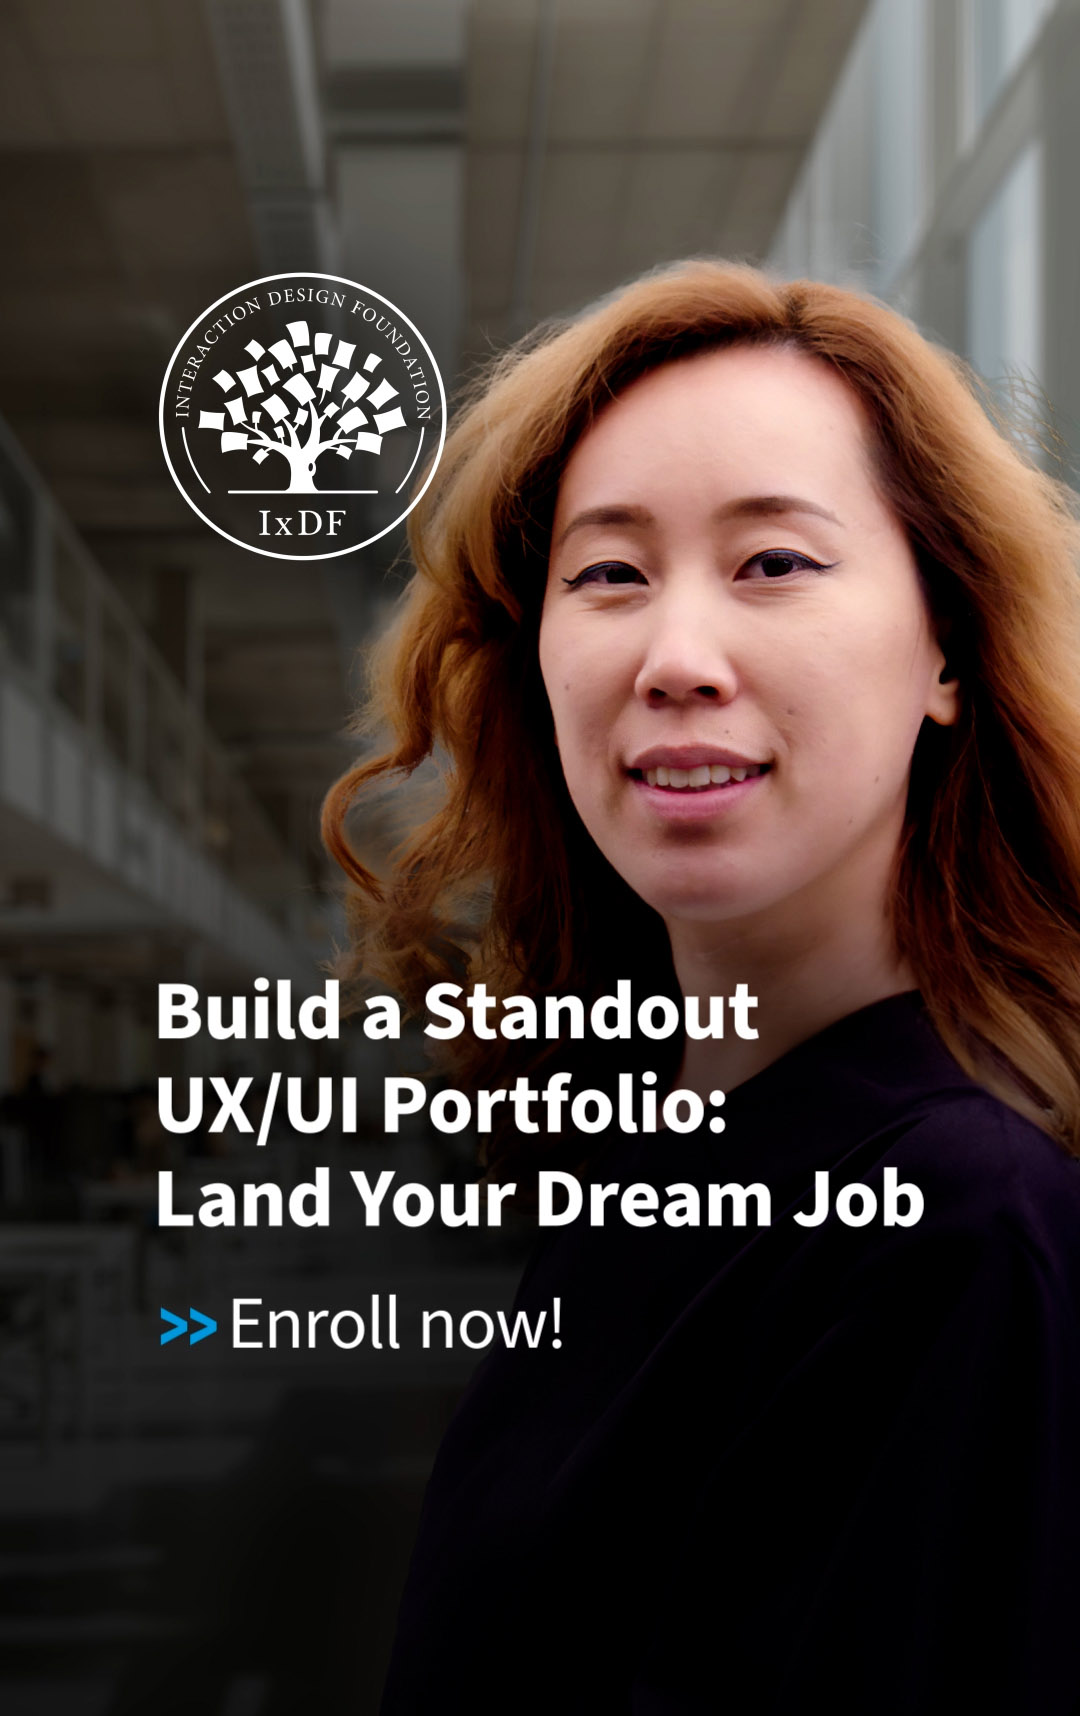 INTERACTION DESIGN FOUNDATION
IxDF
Build a Standout
UX/UI Portfolio:
Land Your Dream Job
>> Enroll now!